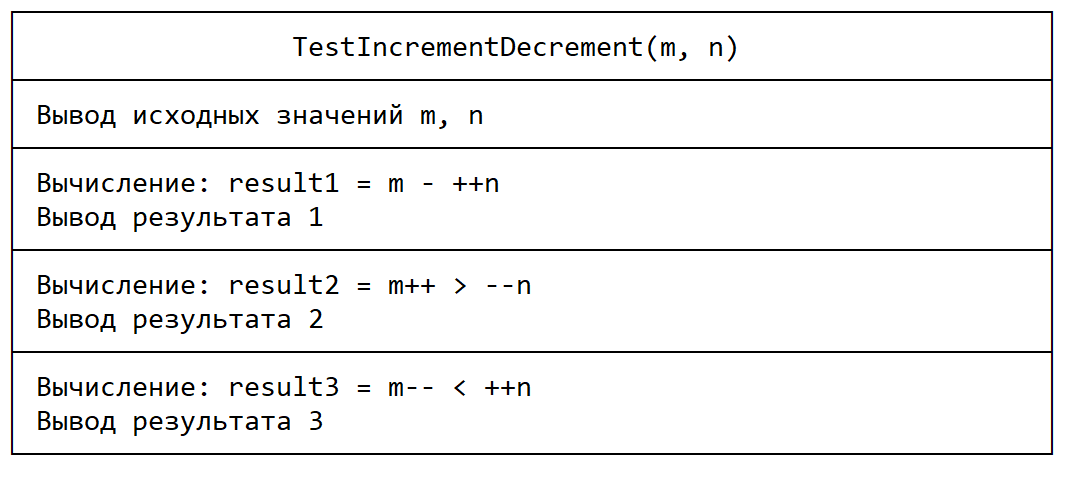 TestIncrementDecrement(m, n)
Вывод исходных значений m, n
Вычисление: result1 = m - ++n
Вывод результата 1
Вычисление: result2 = m++ > --n
Вывод результата 2
Вычисление: result3 = m-- < ++n
Вывод результата 3